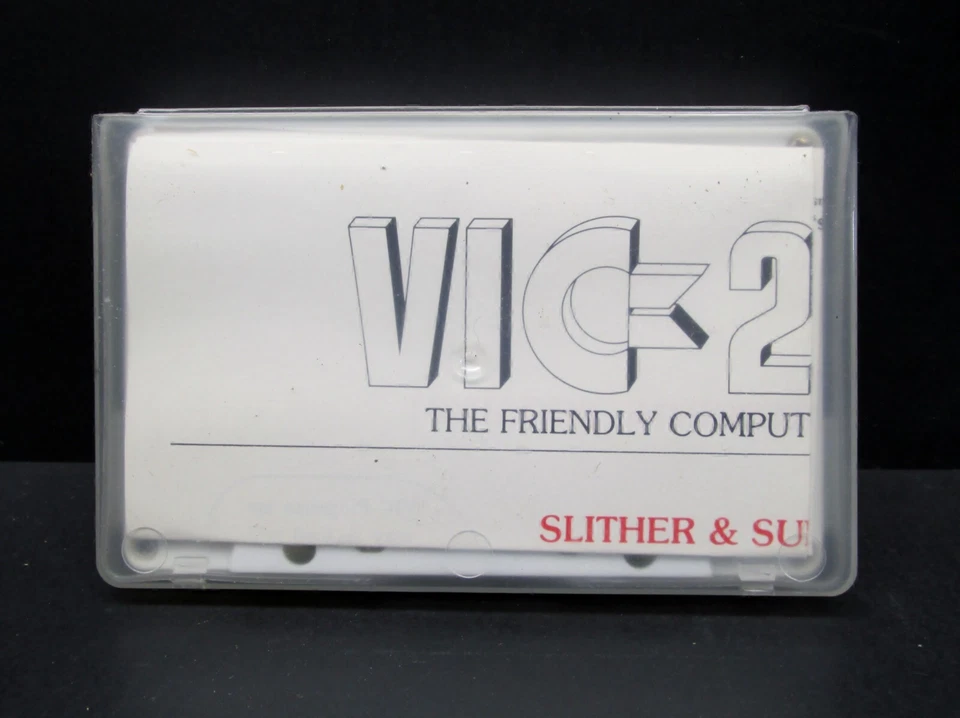 VIC-2
THE FRIENDLY COMPUT
SLITHER & SU